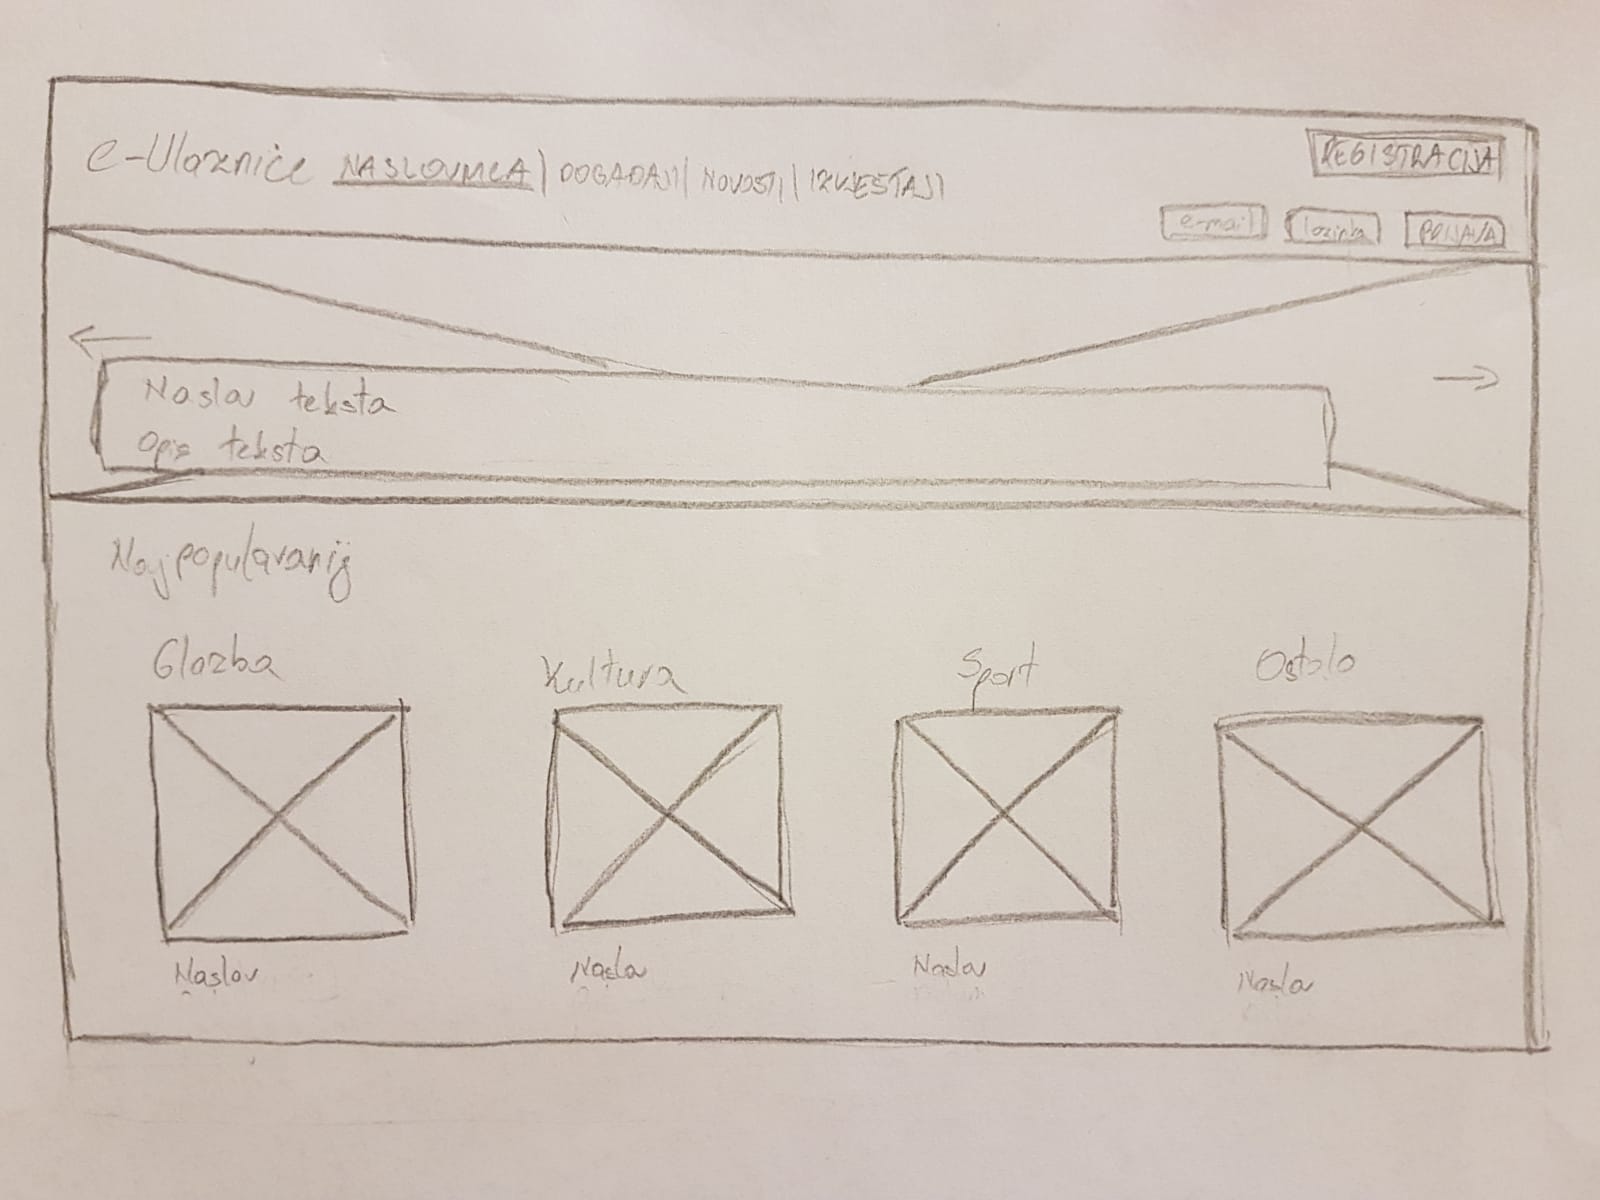 e-Ulaznice NASLOVNICA | DOGAĐAJI | NOVOSTI | IZVJEŠTAJI
REGISTRACIJA
e-mail lozinka PRIJAVA
Naslov teksta
Opis teksta
Najpopularniji
Glazba Kultura Sport Ostalo
Naslov Naslov Naslov Naslov